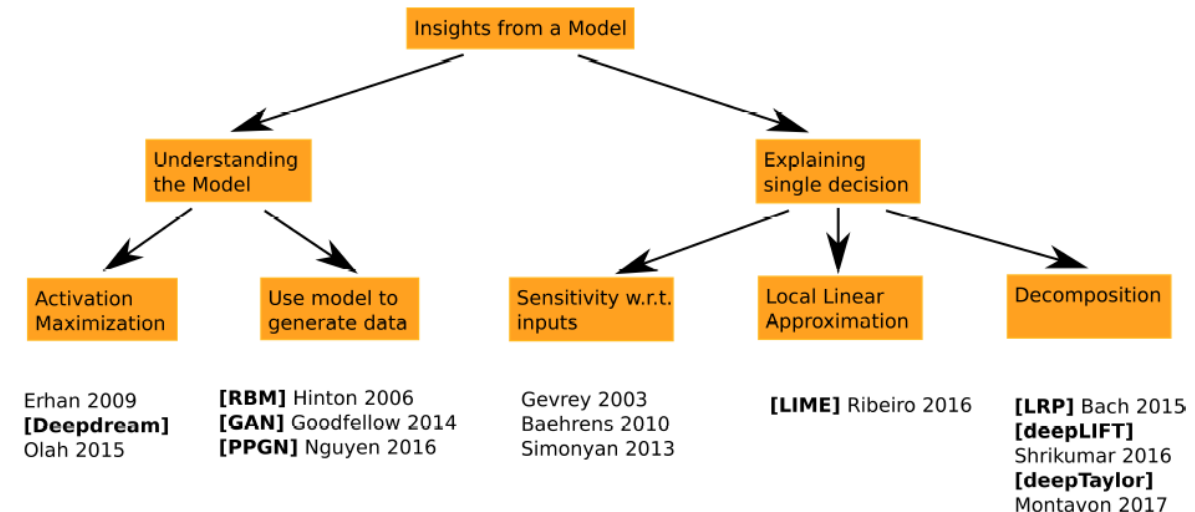 Insights from a Model
Understanding
the Model
Explaining
single decision
Activation
Maximization
Use model to
generate data
Sensitivity w.r.t.
inputs
Local Linear
Approximation
Decomposition
Erhan 2009
[Deepdream]
Olah 2015
[RBM] Hinton 2006
[GAN] Goodfellow 2014
[PPGN] Nguyen 2016
Gevrey 2003
Baehrens 2010
Simonyan 2013
[LIME] Ribeiro 2016
[LRP] Bach 2015
[deepLIFT]
Shrikumar 2016
[deepTaylor]
Montavon 2017